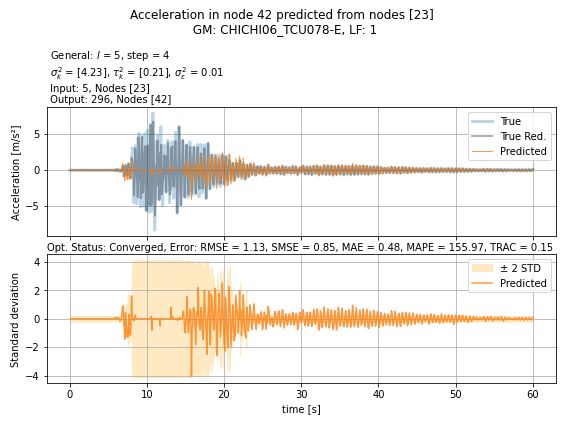 Acceleration in node 42 predicted from nodes [23]
GM: CHICHI06_TCU078-E, LF: 1
General: l = 5, step = 4
σ²ₖ = [4.23], τ²ₖ = [0.21], σ²ε = 0.01
Input: 5, Nodes [23]
Output: 296, Nodes [42]
Acceleration [m/s²]
5
0
−5
True
True Red.
Predicted
Opt. Status: Converged, Error: RMSE = 1.13, SMSE = 0.85, MAE = 0.48, MAPE = 155.97, TRAC = 0.15
Standard deviation
4
2
0
−2
−4
± 2 STD
Predicted
0 10 20 30 40 50 60
time [s]